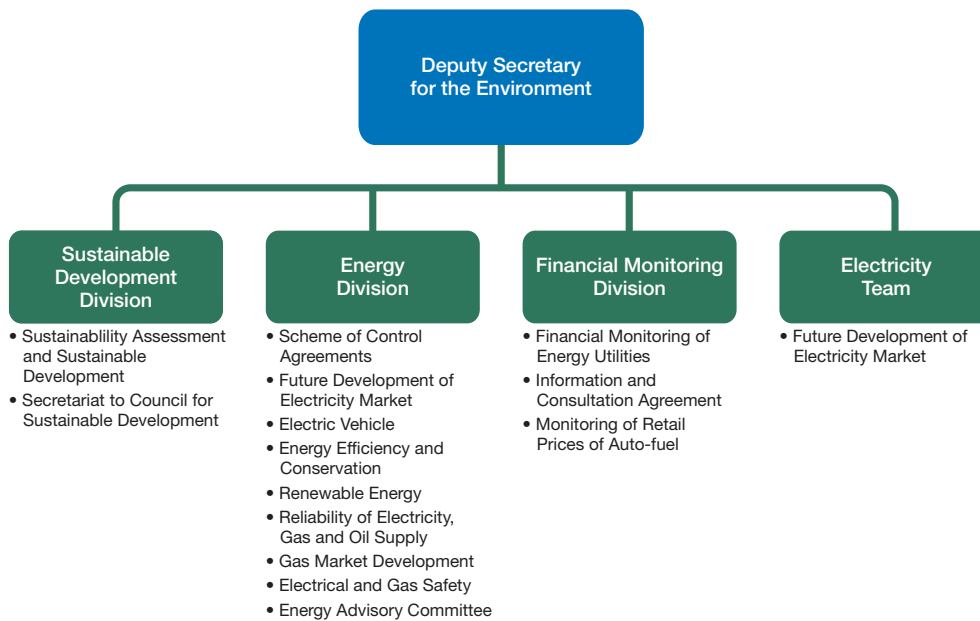 Deputy Secretary
for the Environment
Sustainable
Development
Division
• Sustainablility Assessment
and Sustainable
Development
• Secretariat to Council for
Sustainable Development
Energy
Division
• Scheme of Control
Agreements
• Future Development of
Electricity Market
• Electric Vehicle
• Energy Efficiency and
Conservation
• Renewable Energy
• Reliability of Electricity,
Gas and Oil Supply
• Gas Market Development
• Electrical and Gas Safety
• Energy Advisory Committee
Financial Monitoring
Division
• Financial Monitoring of
Energy Utilities
• Information and
Consultation Agreement
• Monitoring of Retail
Prices of Auto-fuel
Electricity
Team
• Future Development of
Electricity Market